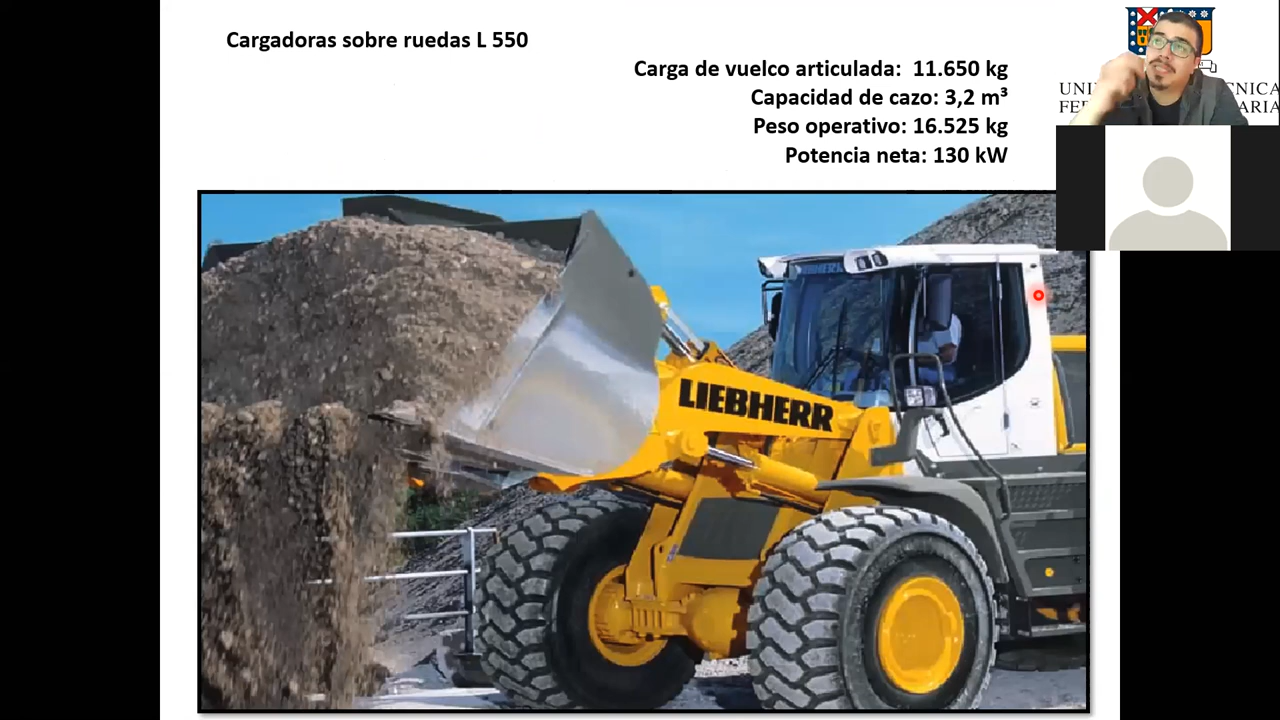 Cargadoras sobre ruedas L 550
Carga de vuelco articulada: 11.650 kg
Capacidad de cazo: 3,2 m³
Peso operativo: 16.525 kg
Potencia neta: 130 kW
LIEBHERR
LIEBHERR